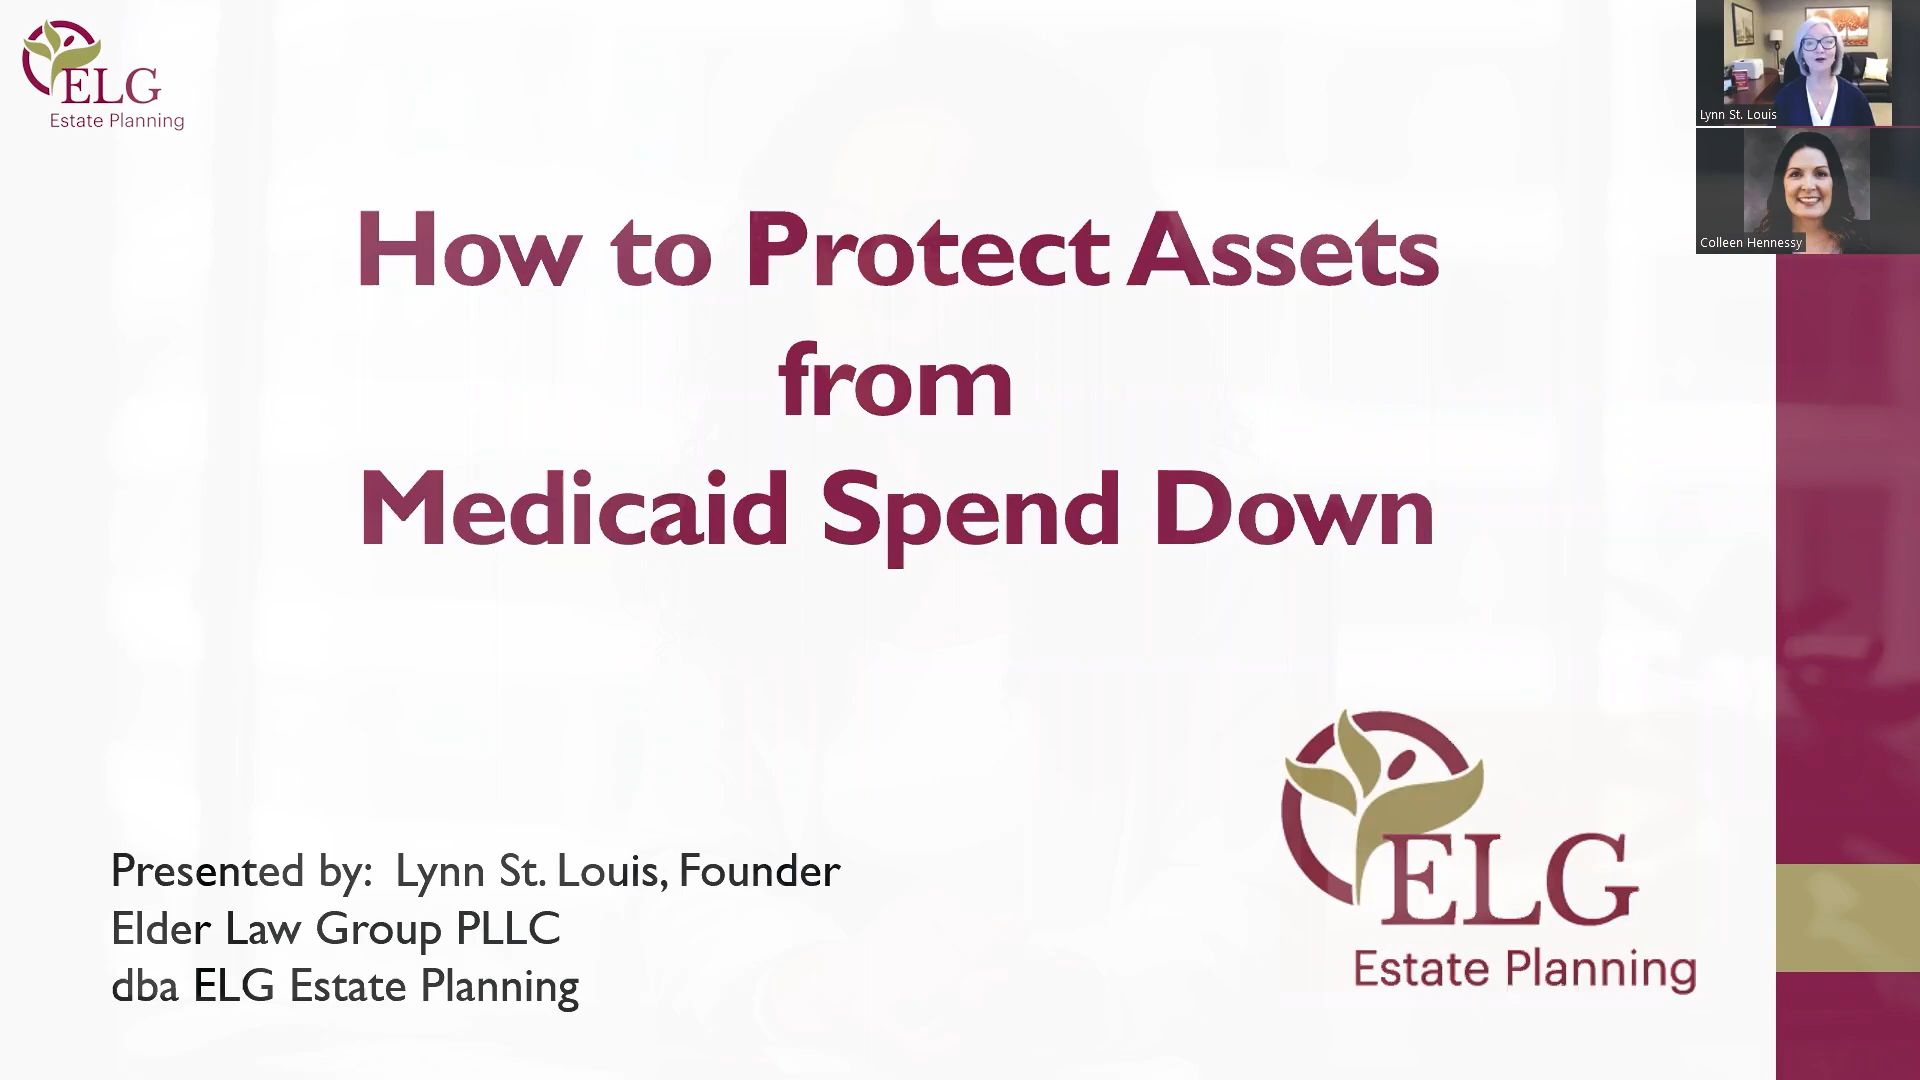 ELG
Estate Planning
Lynn St. Louis
Colleen Hennessy
How to Protect Assets
from
Medicaid Spend Down
Presented by:  Lynn St. Louis, Founder
Elder Law Group PLLC
dba ELG Estate Planning
ELG
Estate Planning